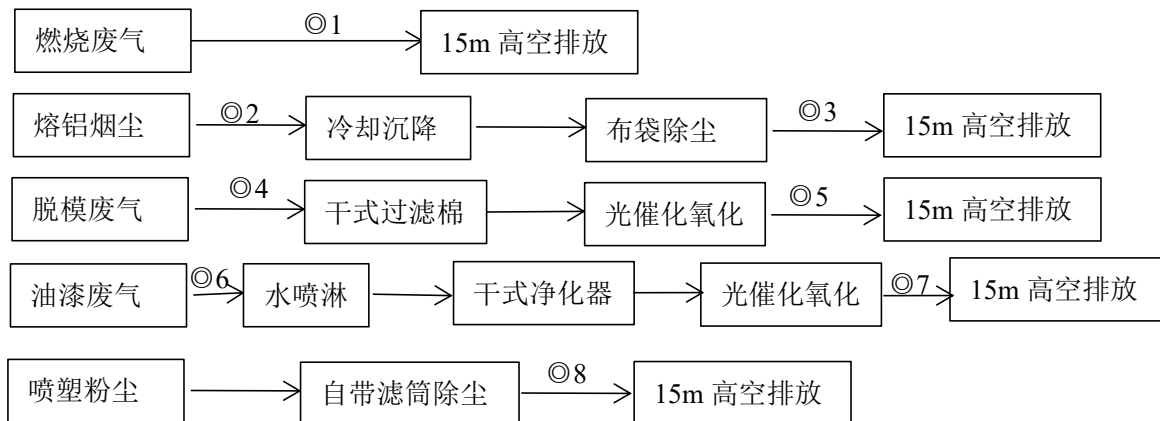 燃烧废气 ◎1 15m 高空排放
熔铝烟尘 ◎2 冷却沉降 布袋除尘 ◎3 15m 高空排放
脱模废气 ◎4 干式过滤棉 光催化氧化 ◎5 15m 高空排放
油漆废气 ◎6 水喷淋 干式净化器 光催化氧化 ◎7 15m 高空排放
喷塑粉尘 自带滤筒除尘 ◎8 15m 高空排放